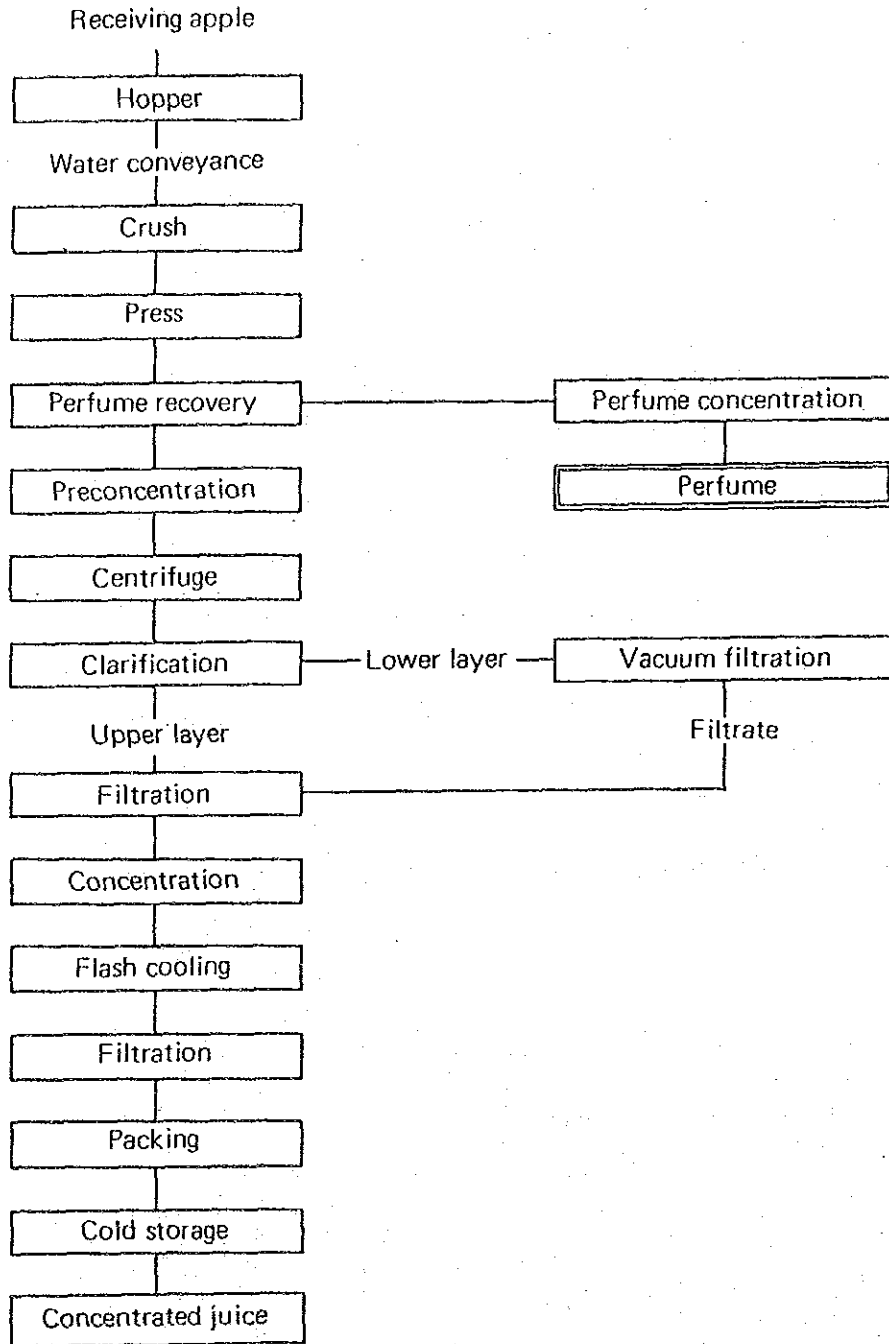 Receiving apple
Hopper
Water conveyance
Crush
Press
Perfume recovery
Perfume concentration
Preconcentration
Perfume
Centrifuge
Clarification
Lower layer
Vacuum filtration
Upper layer
Filtrate
Filtration
Concentration
Flash cooling
Filtration
Packing
Cold storage
Concentrated juice